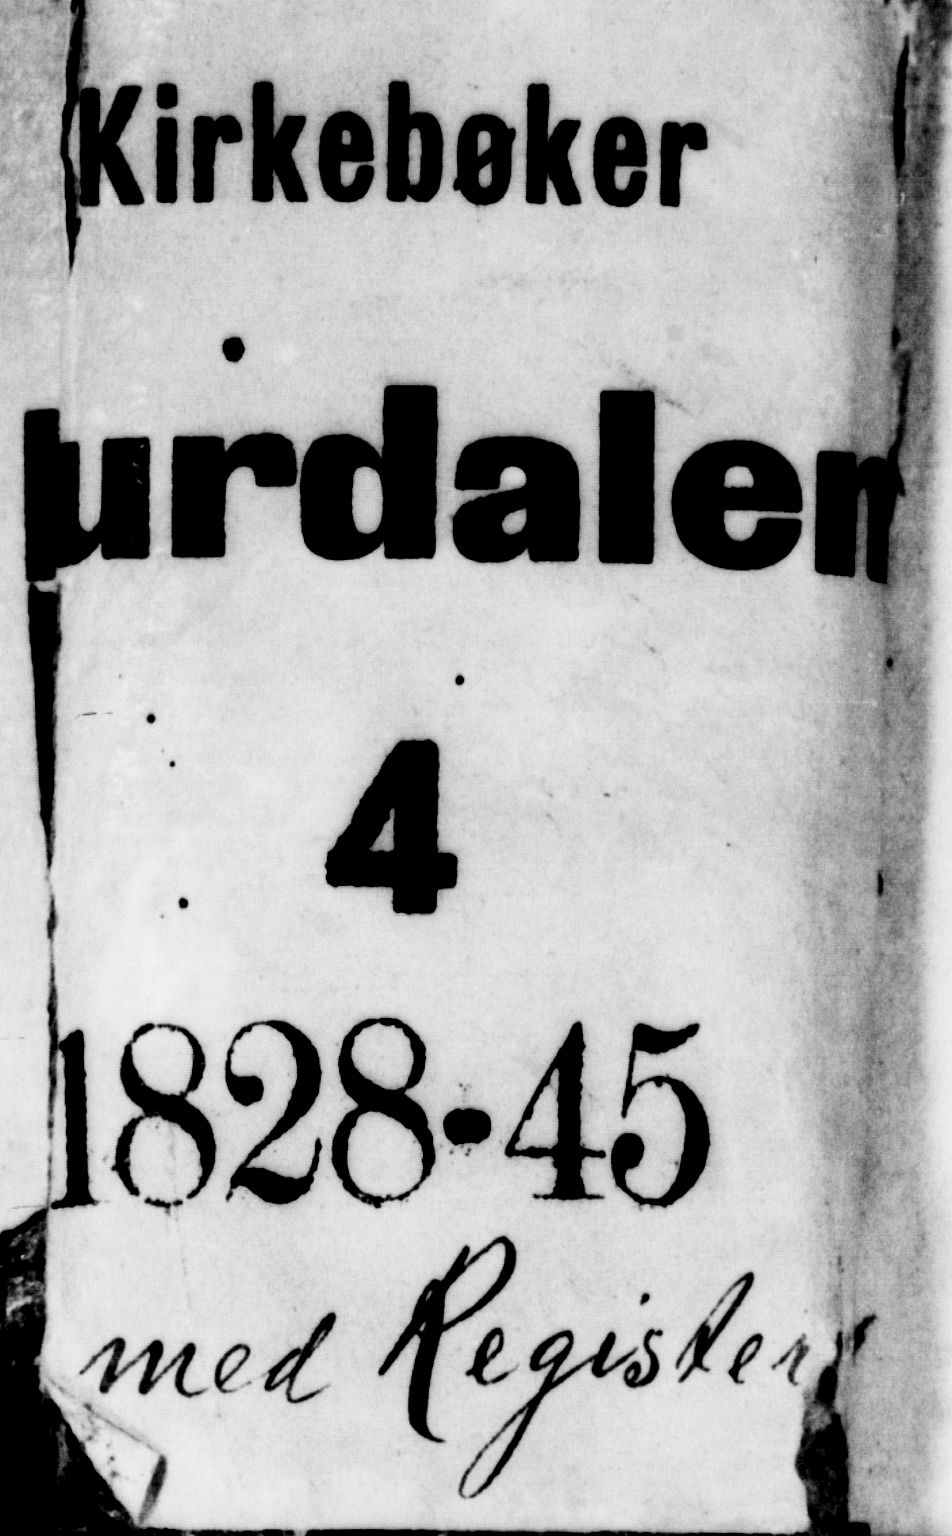 Kirkebøker
urdalen
4
1828-45
med Register